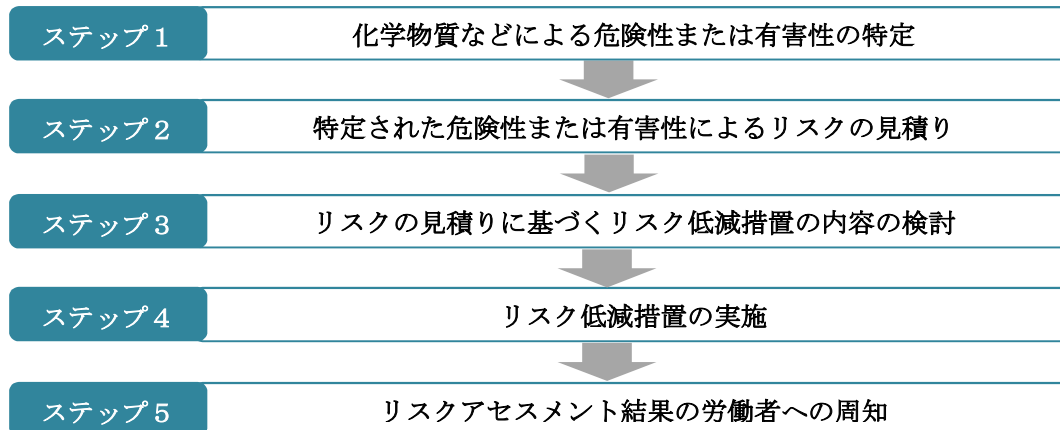 ステップ１
化学物質などによる危険性または有害性の特定
ステップ２
特定された危険性または有害性によるリスクの見積り
ステップ３
リスクの見積りに基づくリスク低減措置の内容の検討
ステップ４
リスク低減措置の実施
ステップ５
リスクアセスメント結果の労働者への周知